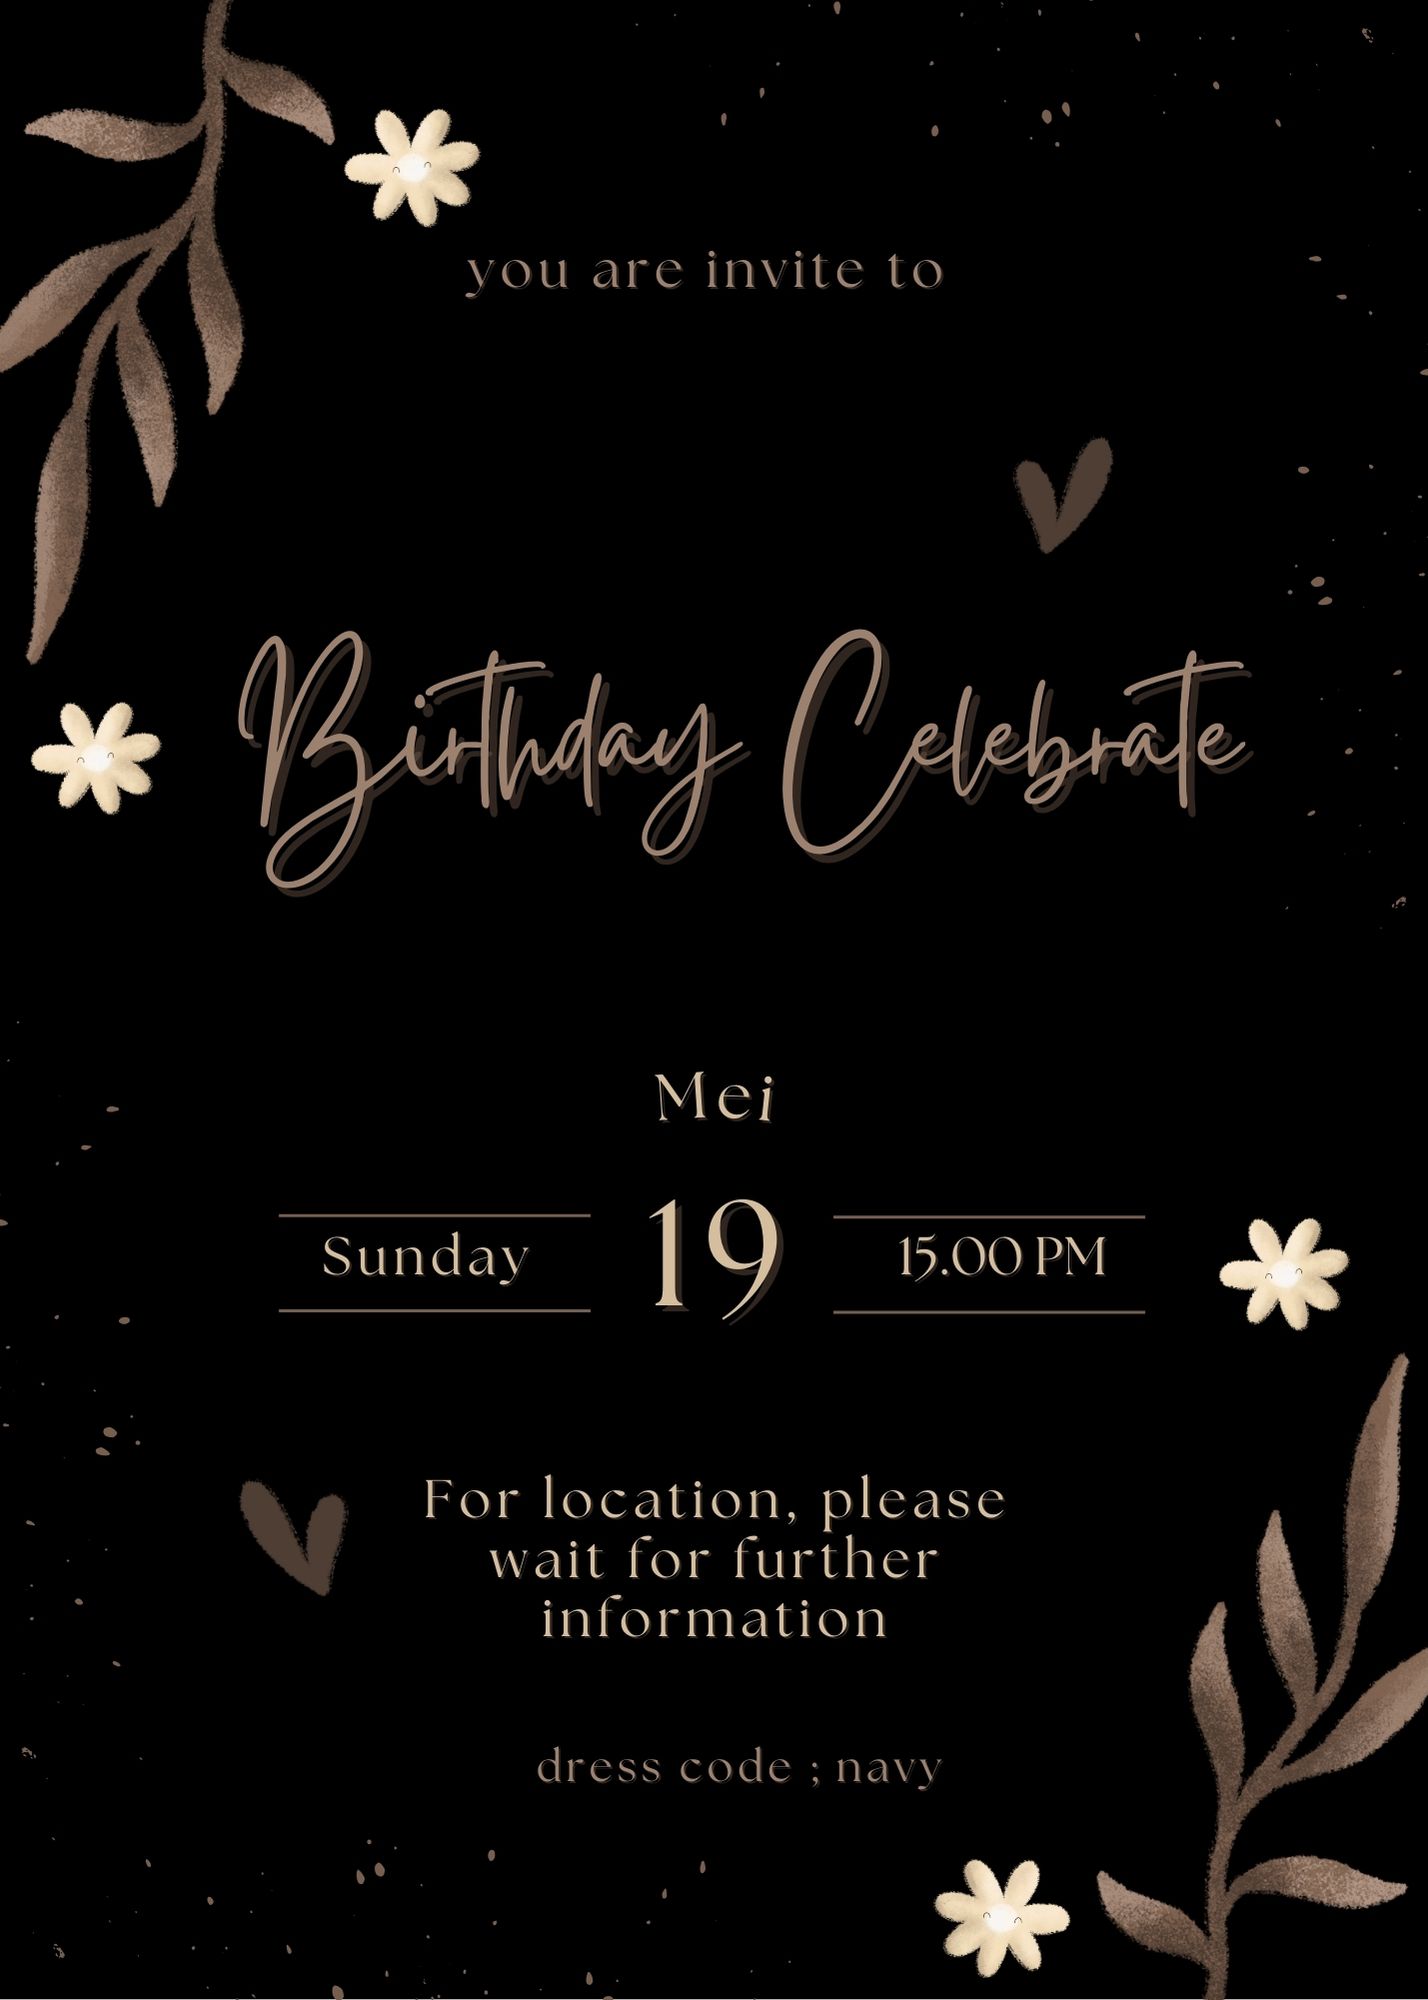 you are invite to
Birthday Celebrate
Mei
Sunday
19
15.00 PM
For location, please
wait for further
information
dress code ; navy